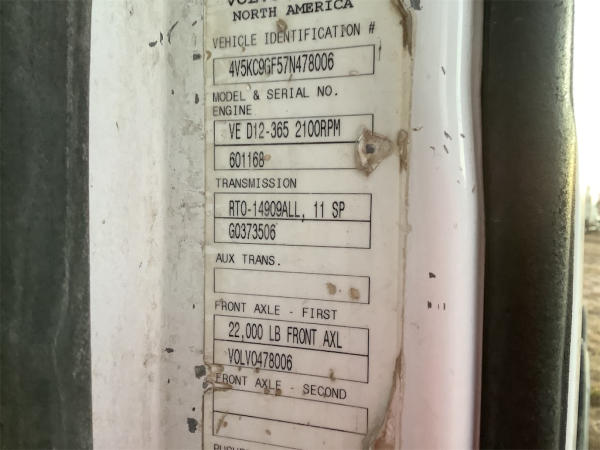 NORTH AMERICA
VEHICLE IDENTIFICATION #
4V5KC9GF57N478006
MODEL & SERIAL NO.
ENGINE
VE D12-365 2100RPM
601168
TRANSMISSION
RTO-14909ALL, 11 SP
G0373506
AUX TRANS.
FRONT AXLE - FIRST
22,000 LB FRONT AXL
VOLVO478006
FRONT AXLE - SECOND